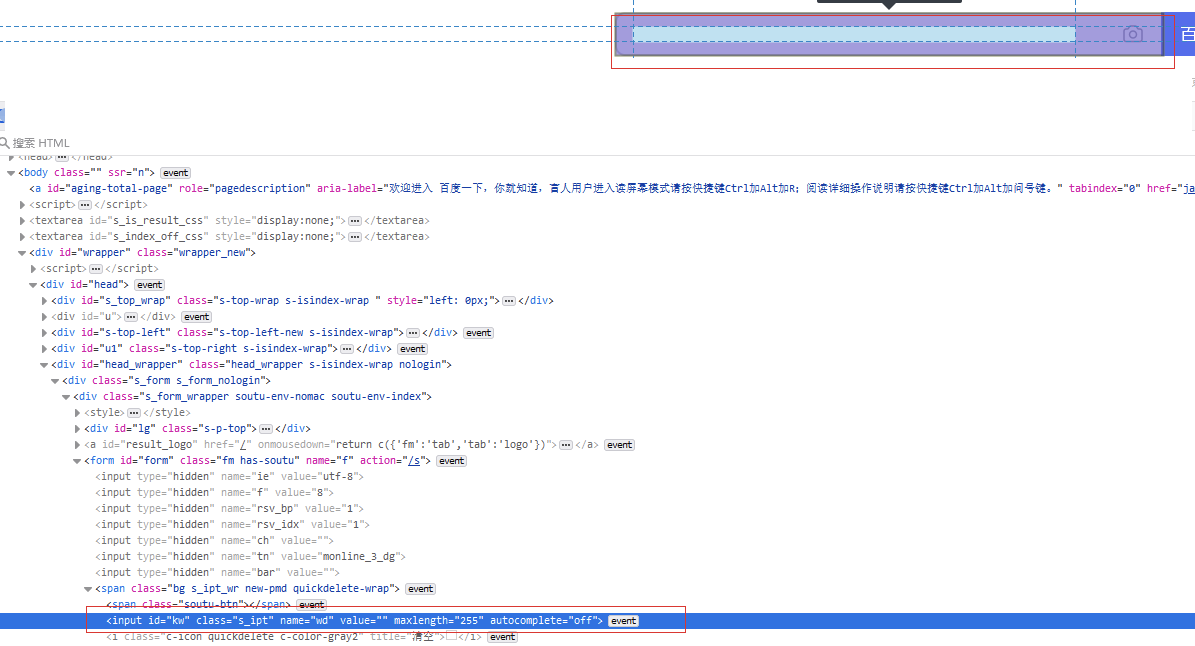 百
搜索 HTML
<head>⋯</head>
<body class="" ssr="n"> event
<a id="aging-total-page" role="pagedescription" aria-label="欢迎进入 百度一下，你就知道，盲人用户进入读屏幕模式请按快捷键Ctrl加Alt加R；阅读详细操作说明请按快捷键Ctrl加Alt加问号键。" tabindex="0" href="ja
<script>⋯</script>
<textarea id="s_is_result_css" style="display:none;">⋯</textarea>
<textarea id="s_index_off_css" style="display:none;">⋯</textarea>
<div id="wrapper" class="wrapper_new">
<script>⋯</script>
<div id="head"> event
<div id="s_top_wrap" class="s-top-wrap s-isindex-wrap " style="left: 0px;">⋯</div>
<div id="u">⋯</div> event
<div id="s-top-left" class="s-top-left-new s-isindex-wrap">⋯</div> event
<div id="u1" class="s-top-right s-isindex-wrap">⋯</div> event
<div id="head_wrapper" class="head_wrapper s-isindex-wrap nologin">
<div class="s_form s_form_nologin">
<div class="s_form_wrapper soutu-env-nomac soutu-env-index">
<style>⋯</style>
<div id="lg" class="s-p-top">⋯</div>
<a id="result_logo" href="/" onmousedown="return c({'fm':'tab','tab':'logo'})">⋯</a> event
<form id="form" class="fm has-soutu" name="f" action="/s"> event
<input type="hidden" name="ie" value="utf-8">
<input type="hidden" name="f" value="8">
<input type="hidden" name="rsv_bp" value="1">
<input type="hidden" name="rsv_idx" value="1">
<input type="hidden" name="ch" value="">
<input type="hidden" name="tn" value="monline_3_dg">
<input type="hidden" name="bar" value="">
<span class="bg s_ipt_wr new-pmd quickdelete-wrap"> event
<span class="soutu-btn"></span> event
<input id="kw" class="s_ipt" name="wd" value="" maxlength="255" autocomplete="off"> event
<i class="c-icon quickdelete c-color-gray2" title="清空"></i> event